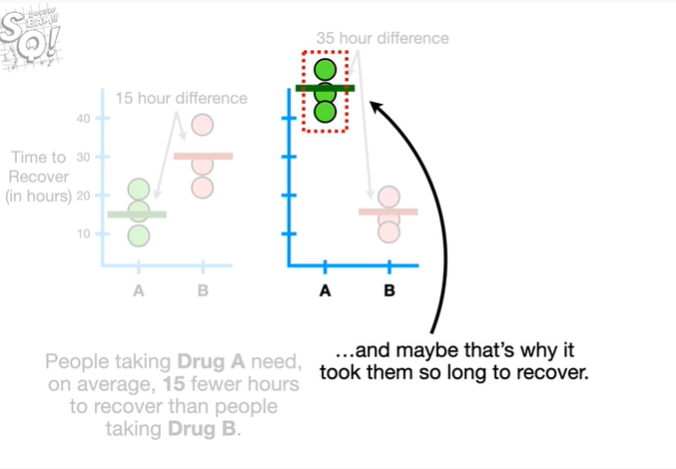 StatQuest
BAM!!!
SQ!
35 hour difference
15 hour difference
40
30
20
10
Time to
Recover
(in hours)
A
B
A
B
People taking Drug A need,
on average, 15 fewer hours
to recover than people
taking Drug B.
…and maybe that’s why it
took them so long to recover.